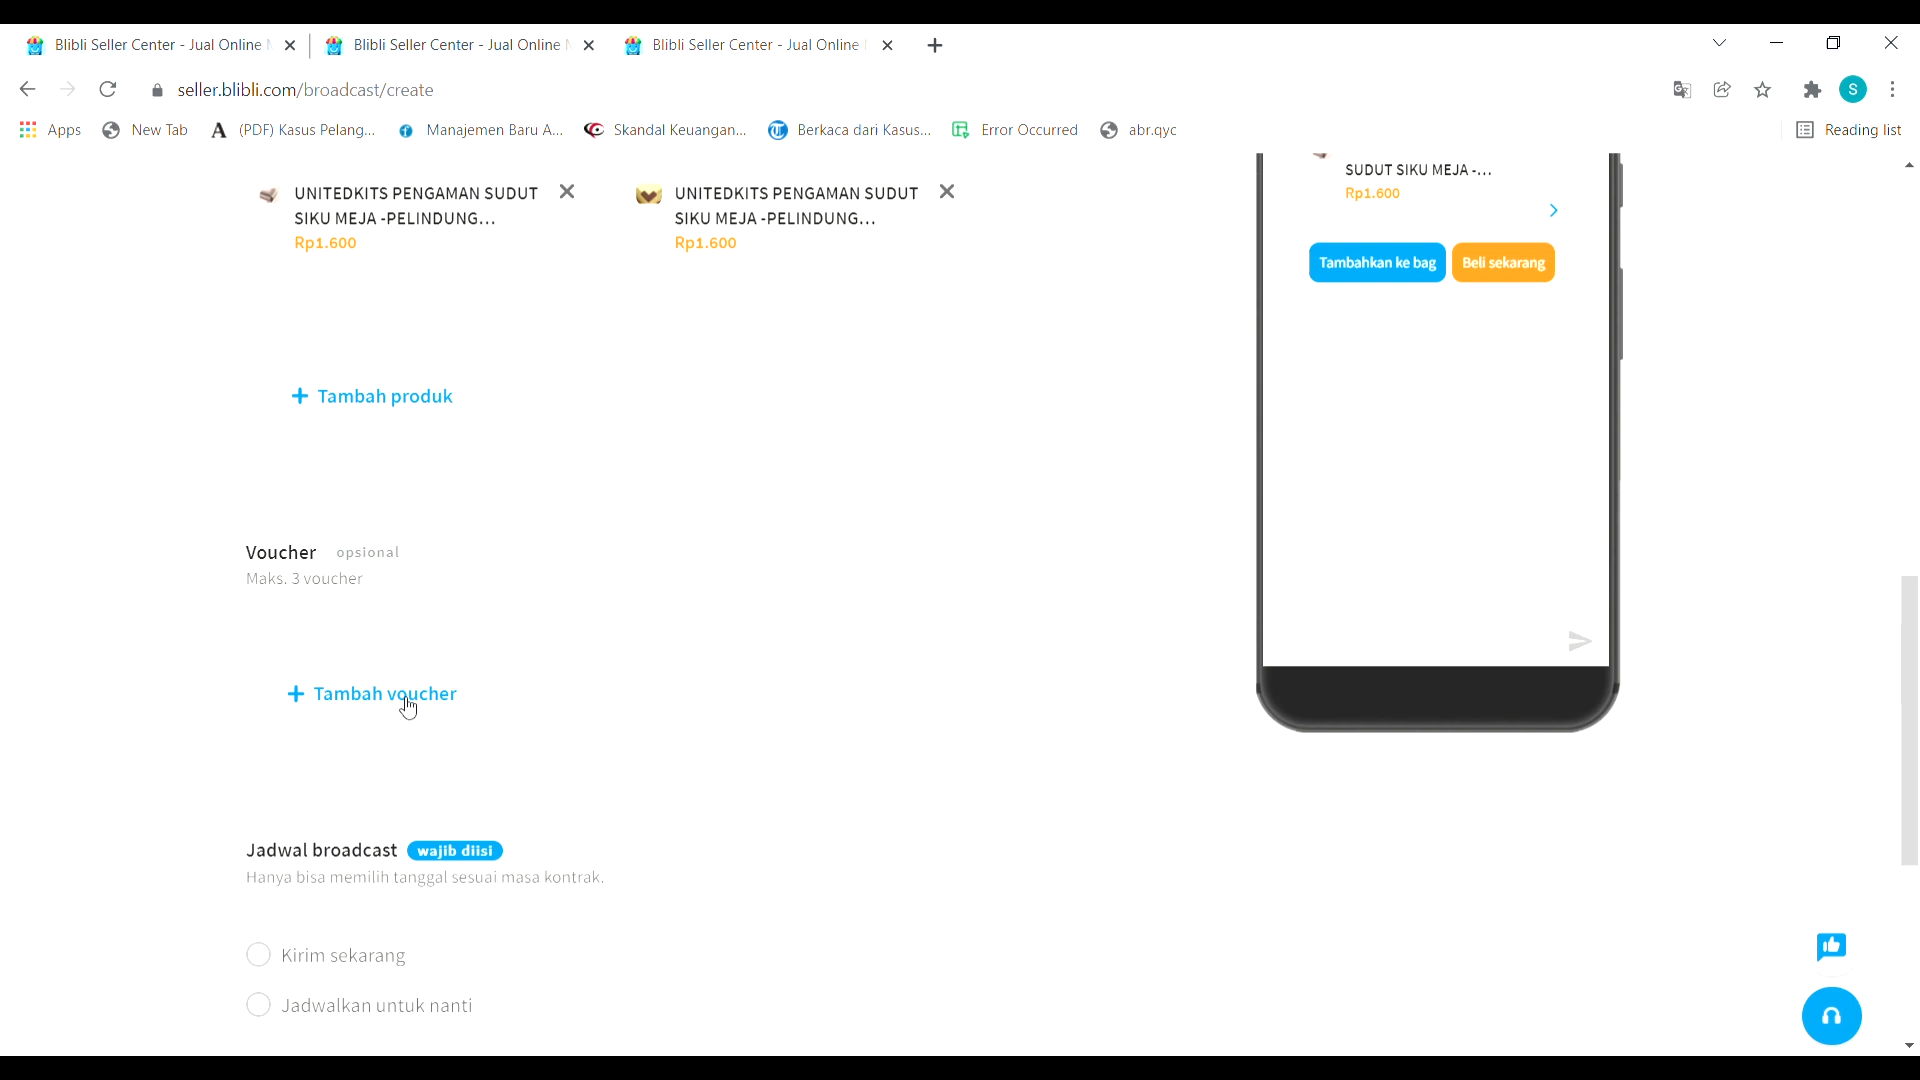 Blibli Seller Center - Jual Online
Blibli Seller Center - Jual Online
Blibli Seller Center - Jual Online
seller.blibli.com/broadcast/create
S
Apps
New Tab
(PDF) Kasus Pelang...
Manajemen Baru A...
Skandal Keuangan...
Berkaca dari Kasus...
Error Occurred
abr.qyc
Reading list
UNITEDKITS PENGAMAN SUDUT
SIKU MEJA -PELINDUNG...
Rp1.600
UNITEDKITS PENGAMAN SUDUT
SIKU MEJA -PELINDUNG...
Rp1.600
SUDUT SIKU MEJA -...
Rp1.600
Tambahkan ke bag
Beli sekarang
+ Tambah produk
Voucher opsional
Maks. 3 voucher
+ Tambah voucher
Jadwal broadcast wajib diisi
Hanya bisa memilih tanggal sesuai masa kontrak.
Kirim sekarang
Jadwalkan untuk nanti